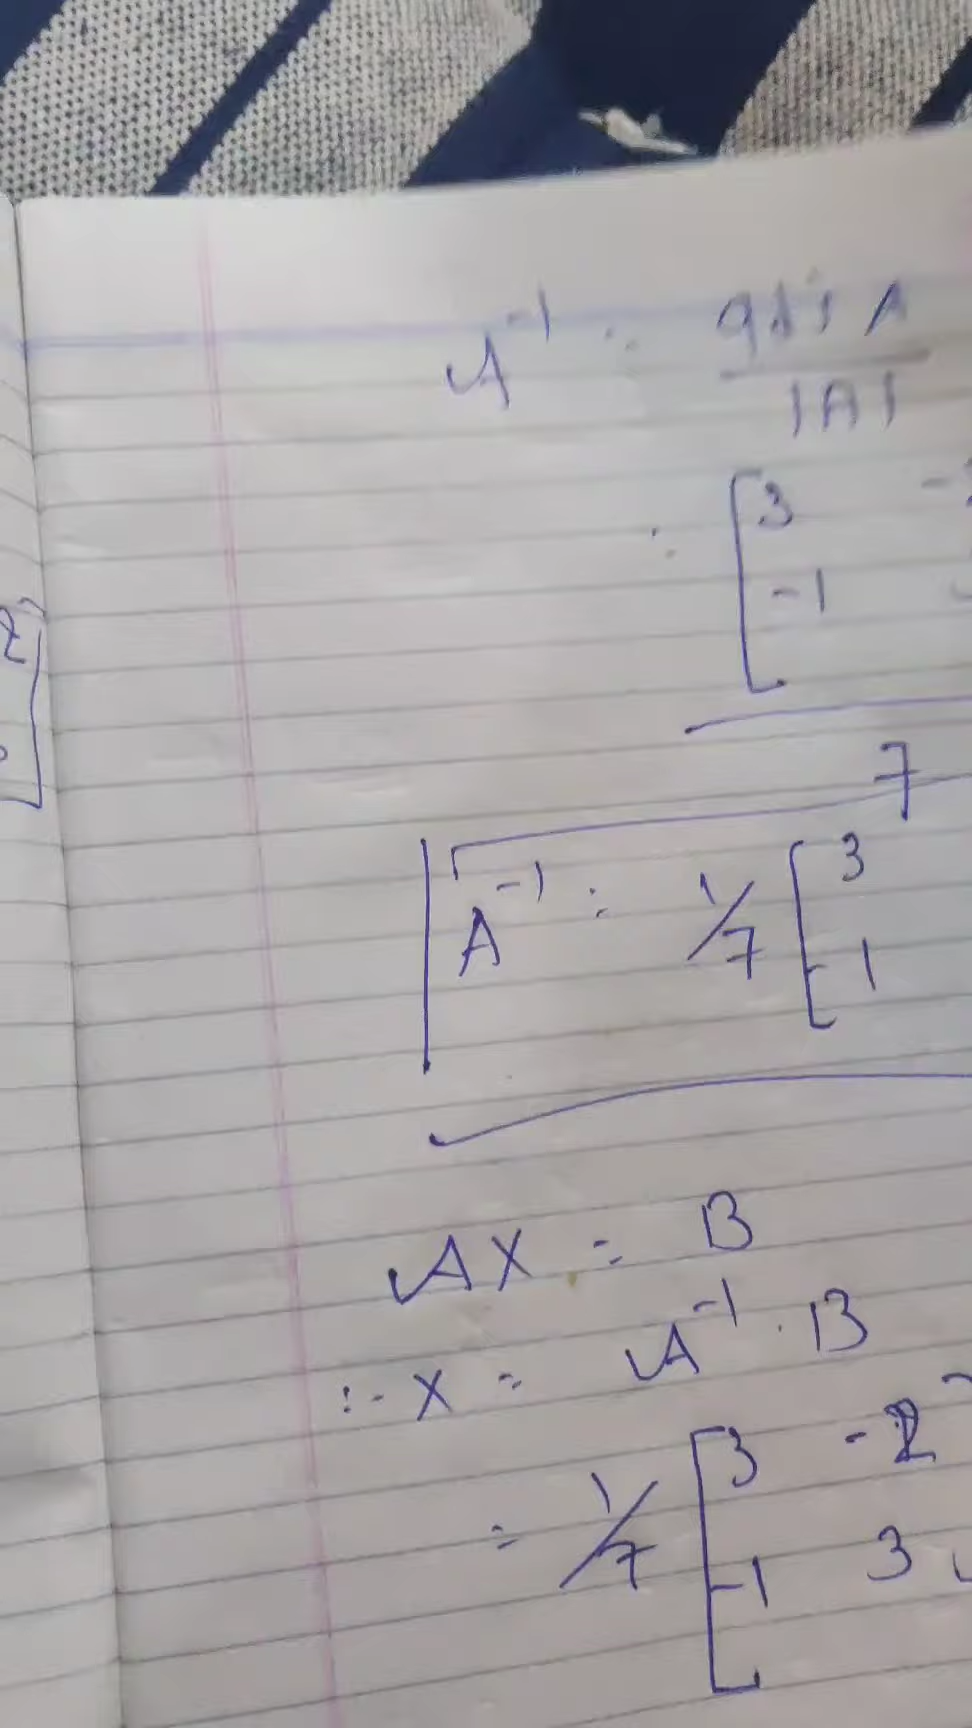 A⁻¹ = adj A
|A|
= [3 -
-1
7
A⁻¹ = 1/7 [3
-1
AX = B
∴ X = A⁻¹ · B
= 1/7 [3 -2
-1 3